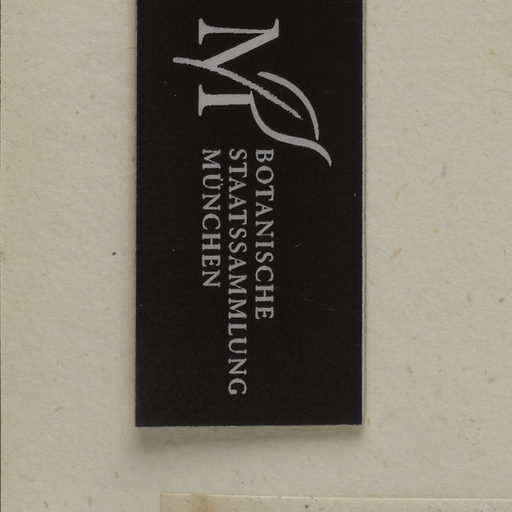 M
BOTANISCHE
STAATSSAMMLUNG
MÜNCHEN